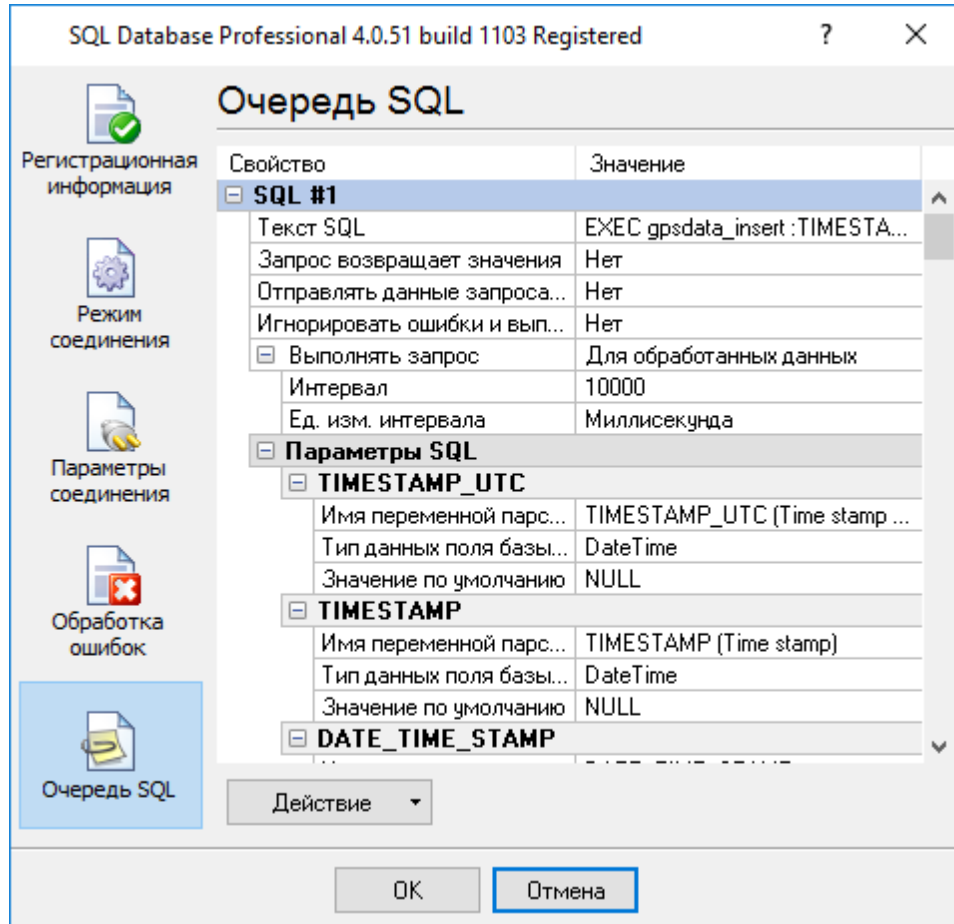 SQL Database Professional 4.0.51 build 1103 Registered ?
Регистрационная
информация
Режим
соединения
Параметры
соединения
Обработка
ошибок
Очередь SQL
Очередь SQL
Свойство Значение
SQL #1
Текст SQL EXEC gpsdata_insert :TIMESTA...
Запрос возвращает значения Нет
Отправлять данные запроса... Нет
Игнорировать ошибки и вып... Нет
Выполнять запрос Для обработанных данных
Интервал 10000
Ед. изм. интервала Миллисекунда
Параметры SQL
TIMESTAMP_UTC
Имя переменной парс... TIMESTAMP_UTC (Time stamp ...
Тип данных поля базы... DateTime
Значение по умолчанию NULL
TIMESTAMP
Имя переменной парс... TIMESTAMP (Time stamp)
Тип данных поля базы... DateTime
Значение по умолчанию NULL
DATE_TIME_STAMP
Действие
OK Отмена